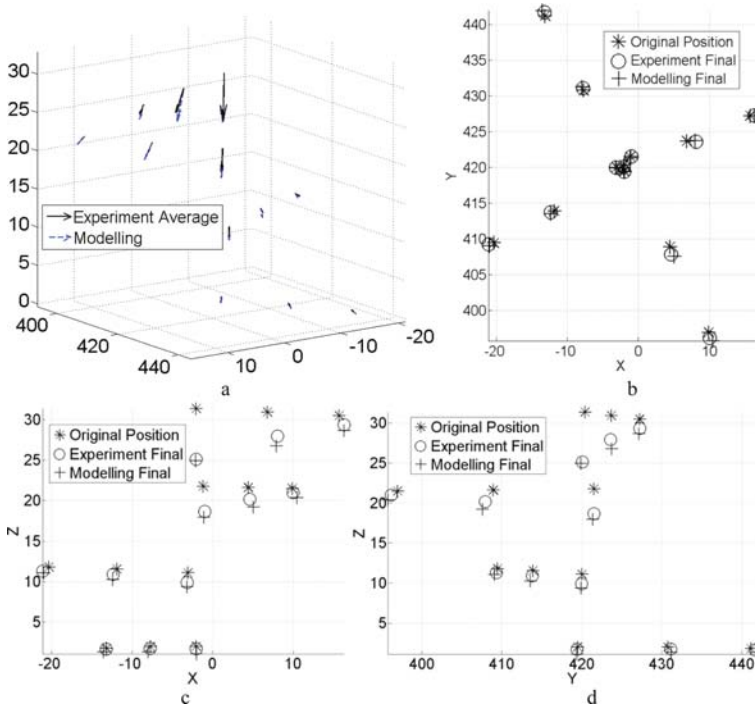 30
25
20
15
10
5
0
Experiment Average
Modelling
400
420
440
10
0
-10
-20
a
440
435
430
425
420
415
410
405
400
Y
Original Position
Experiment Final
Modelling Final
-20
-10
0
10
X
b
30
25
20
15
10
5
Z
Original Position
Experiment Final
Modelling Final
-20
-10
0
10
X
c
30
25
20
15
10
5
Z
Original Position
Experiment Final
Modelling Final
400
410
420
430
440
Y
d